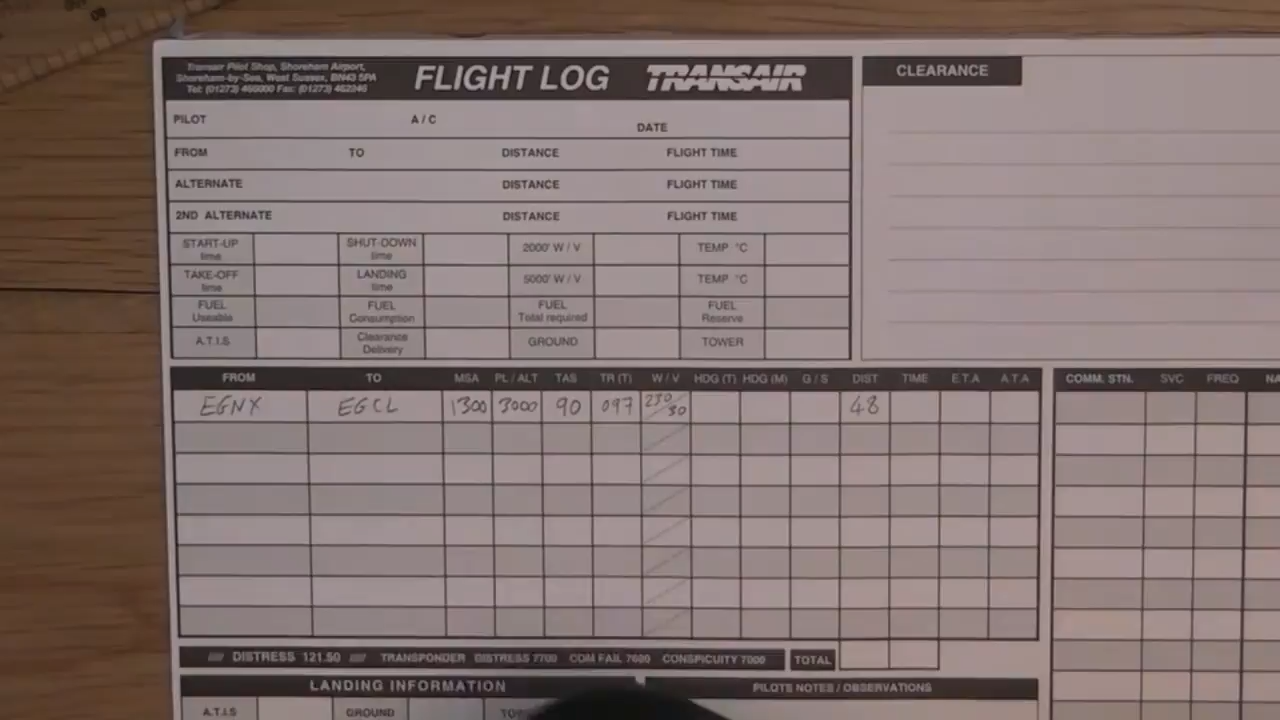 Transair Pilot Shop, Shoreham Airport,
Shoreham-by-Sea, West Sussex, BN43 5PA
Tel: (01273) 466000 Fax: (01273) 462246
FLIGHT LOG TRANSAIR
CLEARANCE
PILOT A/C DATE
FROM TO DISTANCE FLIGHT TIME
ALTERNATE DISTANCE FLIGHT TIME
2ND ALTERNATE DISTANCE FLIGHT TIME
START-UP time SHUT-DOWN time 2000' W/V TEMP °C
TAKE-OFF time LANDING time 5000' W/V TEMP °C
FUEL Useable FUEL Consumption FUEL Total required FUEL Reserve
A.T.I.S Clearance Delivery GROUND TOWER
FROM TO MSA PL/ALT TAS TR (T) W/V HDG (T) HDG (M) G/S DIST TIME E.T.A A.T.A
EGNX EGCL 1300 3000 90 097 230/30 48
COMM. STN. SVC FREQ NA
DISTRESS 121.50 TRANSPONDER DISTRESS 7700 COM FAIL 7600 CONSPICUITY 7000 TOTAL
LANDING INFORMATION
PILOTS NOTES / OBSERVATIONS
A.T.I.S GROUND TOW